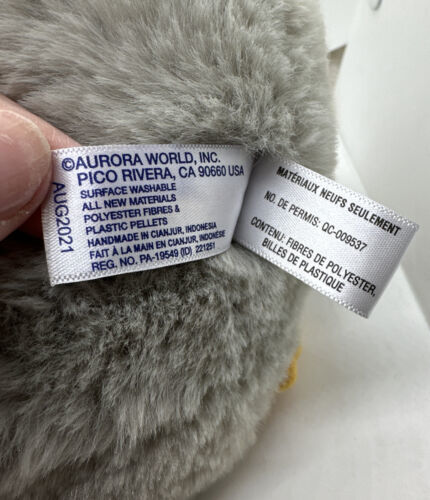 ©AURORA WORLD, INC.
PICO RIVERA, CA 90660 USA
SURFACE WASHABLE
ALL NEW MATERIALS
POLYESTER FIBRES &
PLASTIC PELLETS
HANDMADE IN CIANJUR, INDONESIA
FAIT À LA MAIN EN CIANJUR, INDONÉSIE
REG. NO. PA-19549 (ID) 221251
AUG2021
MATÉRIAUX NEUFS SEULEMENT
NO. DE PERMIS: QC-009537
CONTENU: FIBRES DE POLYESTER,
BILLES DE PLASTIQUE